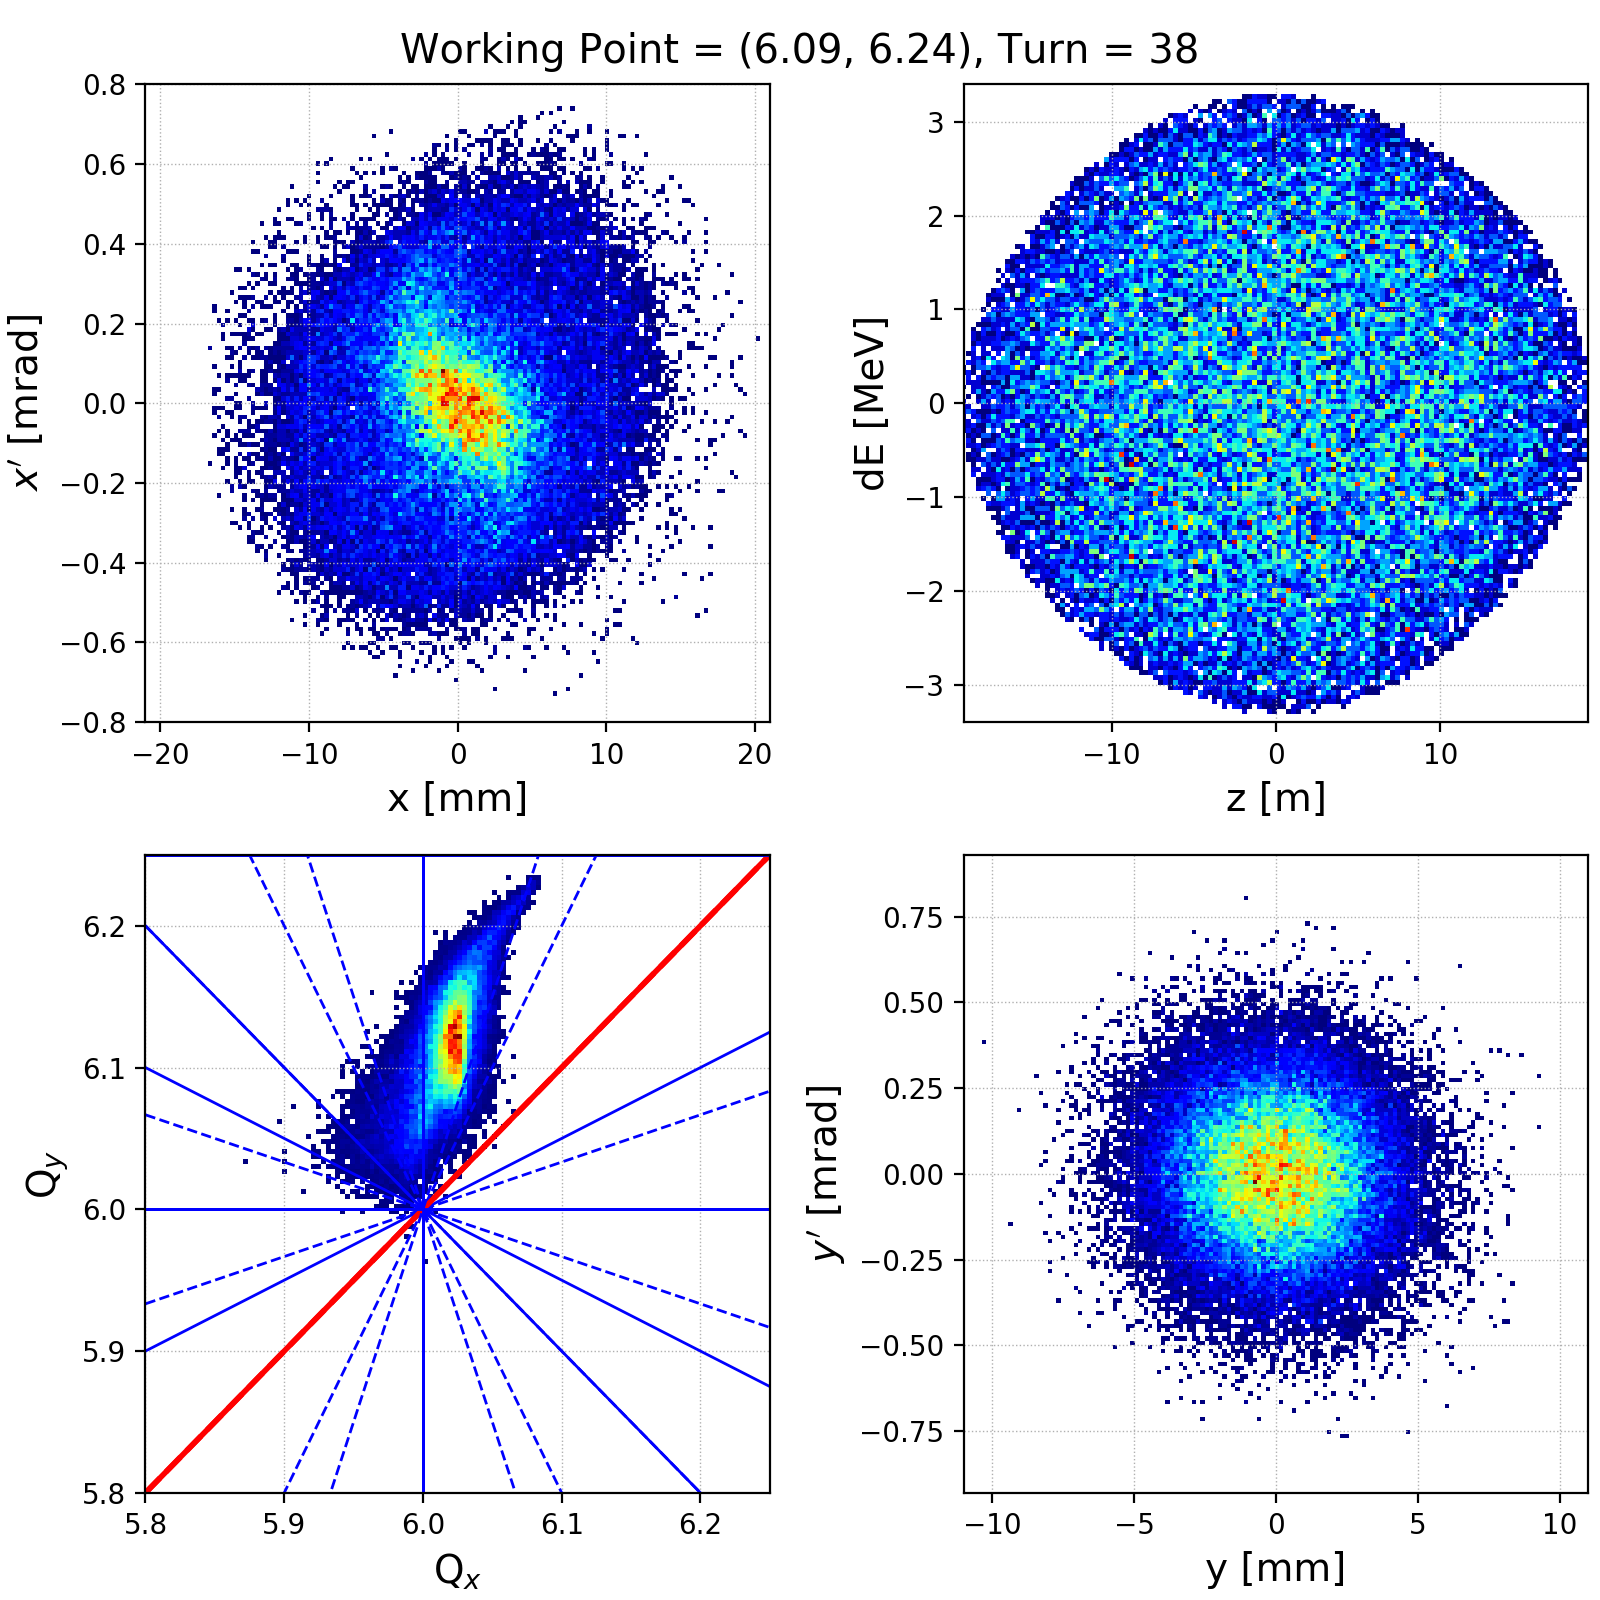 Working Point = (6.09, 6.24), Turn = 38
0.8
0.6
0.4
0.2
0.0
−0.2
−0.4
−0.6
−0.8
x′ [mrad]
−20 −10 0 10 20
x [mm]
3
2
1
0
−1
−2
−3
dE [MeV]
−10 0 10
z [m]
6.2
6.1
6.0
5.9
5.8
Qy
5.8 5.9 6.0 6.1 6.2
Qx
0.75
0.50
0.25
0.00
−0.25
−0.50
−0.75
y′ [mrad]
−10 −5 0 5 10
y [mm]